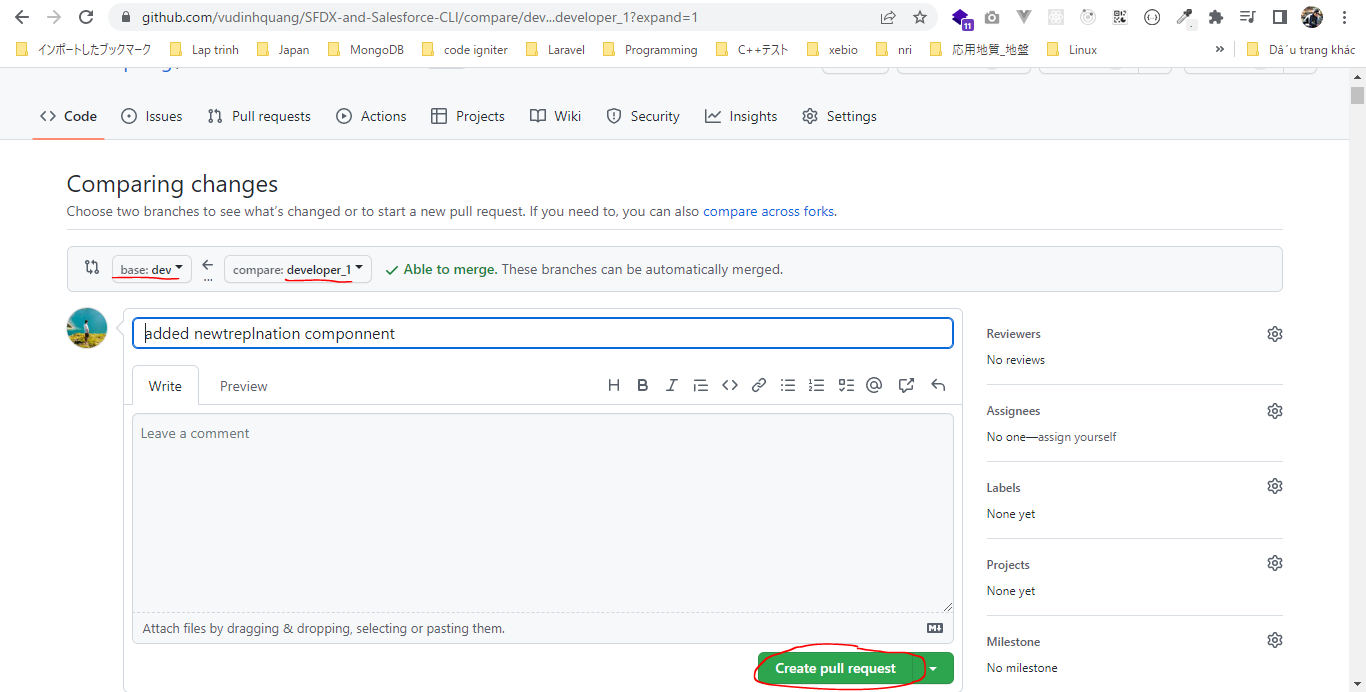 github.com/vudinhquang/SFDX-and-Salesforce-CLI/compare/dev...developer_1?expand=1
11
インポートしたブックマーク Lap trinh Japan MongoDB code igniter Laravel Programming C++テスト xebio nri 応用地質_地盤 Linux » Dấu trang khác
Code Issues Pull requests Actions Projects Wiki Security Insights Settings
Comparing changes
Choose two branches to see what's changed or to start a new pull request. If you need to, you can also compare across forks.
base: dev ... compare: developer_1 Able to merge. These branches can be automatically merged.
added newtreplnation componnent
Write Preview
Leave a comment
Attach files by dragging & dropping, selecting or pasting them.
Create pull request
Reviewers
No reviews
Assignees
No one—assign yourself
Labels
None yet
Projects
None yet
Milestone
No milestone